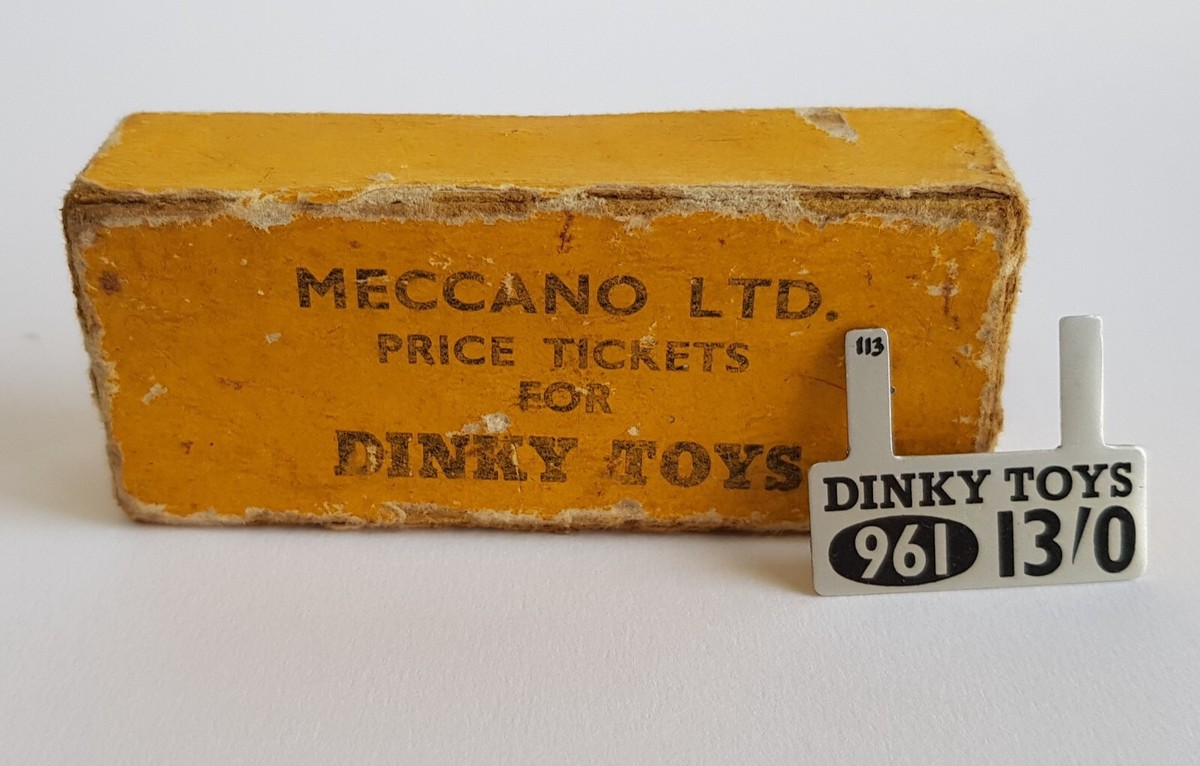 MECCANO LTD.
PRICE TICKETS
FOR
DINKY TOYS
113
DINKY TOYS
961 13/0